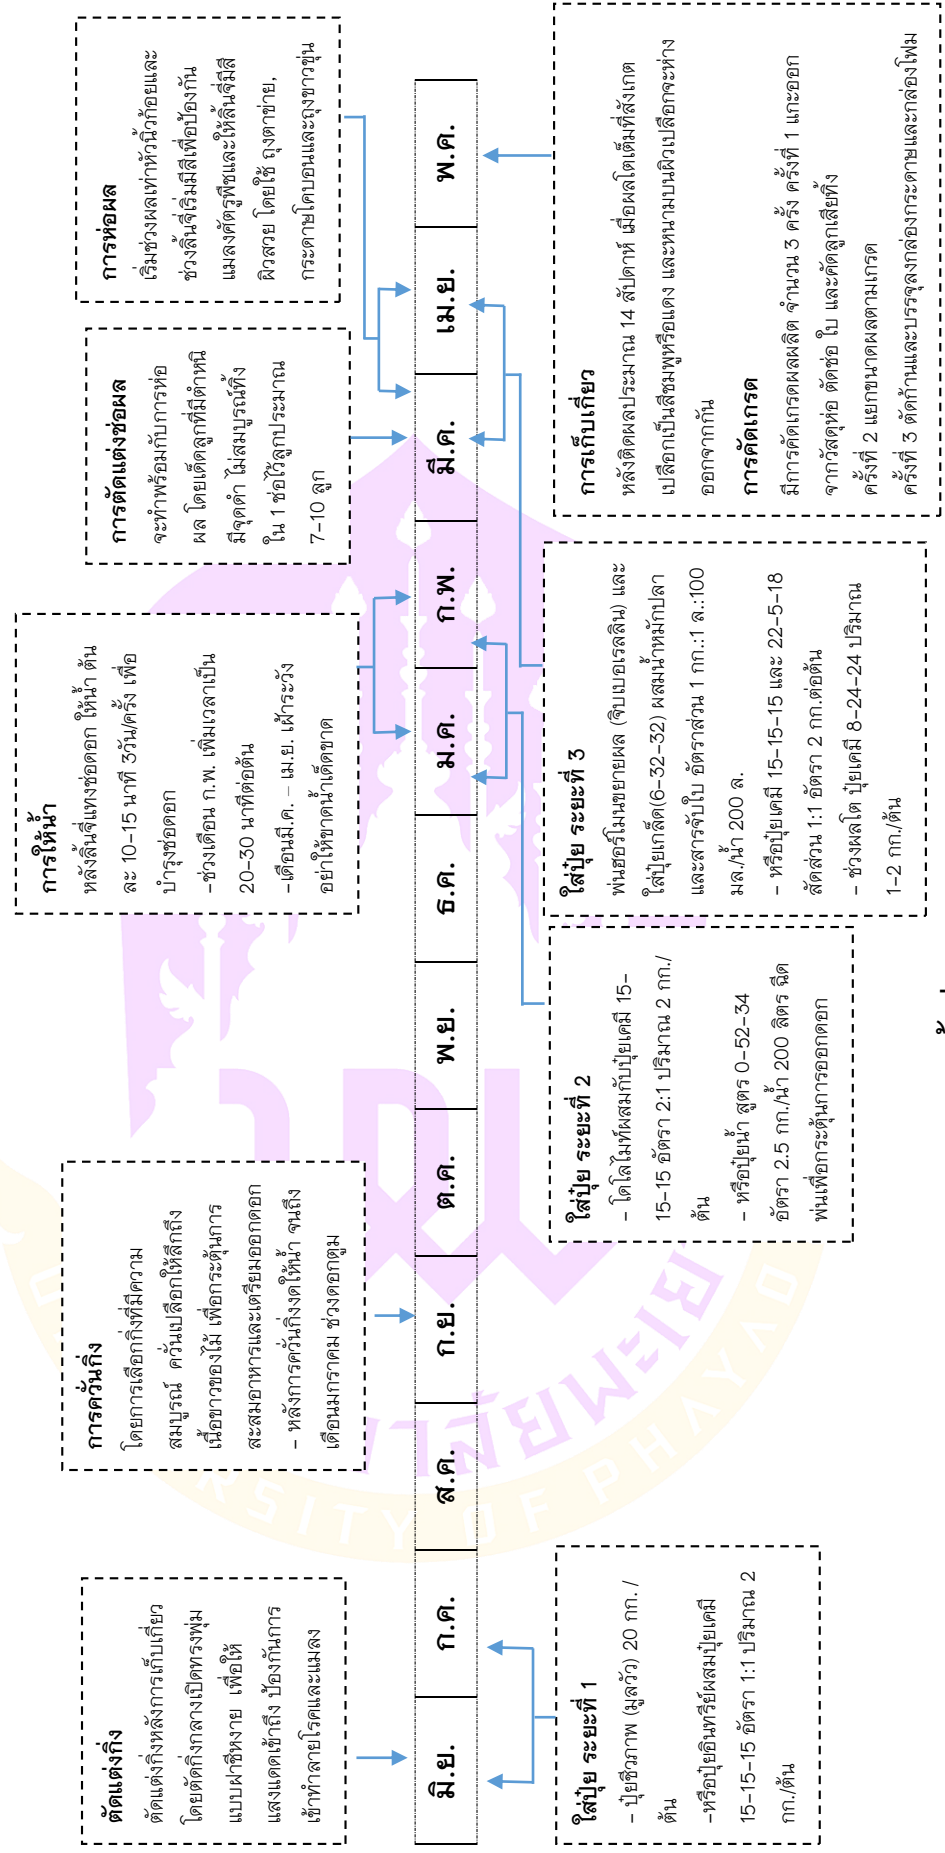 ตัดแต่งกิ่ง
ตัดแต่งกิ่งหลังการเก็บเกี่ยว
โดยตัดกิ่งกลางเปิดทรงพุ่ม
แบบฝาชีหงาย เพื่อให้
แสงแดดเข้าถึง ป้องกันการ
เข้าทำลายโรคและแมลง
การควั่นกิ่ง
โดยการเลือกกิ่งที่มีความ
สมบูรณ์ ควั่นเปลือกให้ลึกถึง
เนื้อขาวของไม้ เพื่อกระตุ้นการ
สะสมอาหารและเตรียมออกดอก
- หลังการควั่นกิ่งงดให้น้ำ จนถึง
เดือนมกราคม ช่วงดอกตูม
การให้น้ำ
หลังลิ้นจี่แทงช่อดอก ให้น้ำ ต้น
ละ 10-15 นาที 3วัน/ครั้ง เพื่อ
บำรุงช่อดอก
-ช่วงเดือน ก.พ. เพิ่มเวลาเป็น
20-30 นาทีต่อต้น
-เดือนมี.ค. - เม.ย. เฝ้าระวัง
อย่าให้ขาดน้ำเด็ดขาด
การตัดแต่งช่อผล
จะทำพร้อมกับการห่อ
ผล โดยเด็ดลูกที่มีตำหนิ
มีจุดดำ ไม่สมบูรณ์ทิ้ง
ใน 1 ช่อไว้ลูกประมาณ
7-10 ลูก
การห่อผล
เริ่มช่วงผลเท่าหัวนิ้วก้อยและ
ช่วงลิ้นจี่เริ่มมีสีเพื่อป้องกัน
แมลงศัตรูพืชและให้ลิ้นจี่มีสี
ผิวสวย โดยใช้ ถุงตาข่าย,
กระดาษโคบอนและถุงขาวขุ่น
มิ.ย.
ก.ค.
ส.ค.
ก.ย.
ต.ค.
พ.ย.
ธ.ค.
ม.ค.
ก.พ.
มี.ค.
เม.ย.
พ.ค.
ใส่ปุ๋ย ระยะที่ 1
- ปุ๋ยชีวภาพ (มูลวัว) 20 กก. /
ต้น
-หรือปุ๋ยอินทรีย์ผสมปุ๋ยเคมี
15-15-15 อัตรา 1:1 ปริมาณ 2
กก./ต้น
ใส่ปุ๋ย ระยะที่ 2
- โดโลไมท์ผสมกับปุ๋ยเคมี 15-
15-15 อัตรา 2:1 ปริมาณ 2 กก./
ต้น
- หรือปุ๋ยน้ำ สูตร 0-52-34
อัตรา 2.5 กก./น้ำ 200 ลิตร ฉีด
พ่นเพื่อกระตุ้นการออกดอก
ใส่ปุ๋ย ระยะที่ 3
พ่นฮอร์โมนขยายผล (จิบเบอเรลลิน) และ
ใส่ปุ๋ยเกล็ด(6-32-32) ผสมน้ำหมักปลา
และสารจับใบ อัตราส่วน 1 กก.:1 ล.:100
มล./น้ำ 200 ล.
- หรือปุ๋ยเคมี 15-15-15 และ 22-5-18
สัดส่วน 1:1 อัตรา 2 กก.ต่อต้น
- ช่วงผลโต ปุ๋ยเคมี 8-24-24 ปริมาณ
1-2 กก./ต้น
การเก็บเกี่ยว
หลังติดผลประมาณ 14 สัปดาห์ เมื่อผลโตเต็มที่สังเกต
เปลือกเป็นสีชมพูหรือแดง และหนามบนผิวเปลือกจะห่าง
ออกจากกัน
การคัดเกรด
มีการคัดเกรดผลผลิต จำนวน 3 ครั้ง ครั้งที่ 1 แกะออก
จากวัสดุห่อ ตัดช่อ ใบ และคัดลูกเสียทิ้ง
ครั้งที่ 2 แยกขนาดผลตามเกรด
ครั้งที่ 3 ตัดก้านและบรรจุลงกล่องกระดาษและกล่องโฟม
UNIVERSITY OF PHAYAO